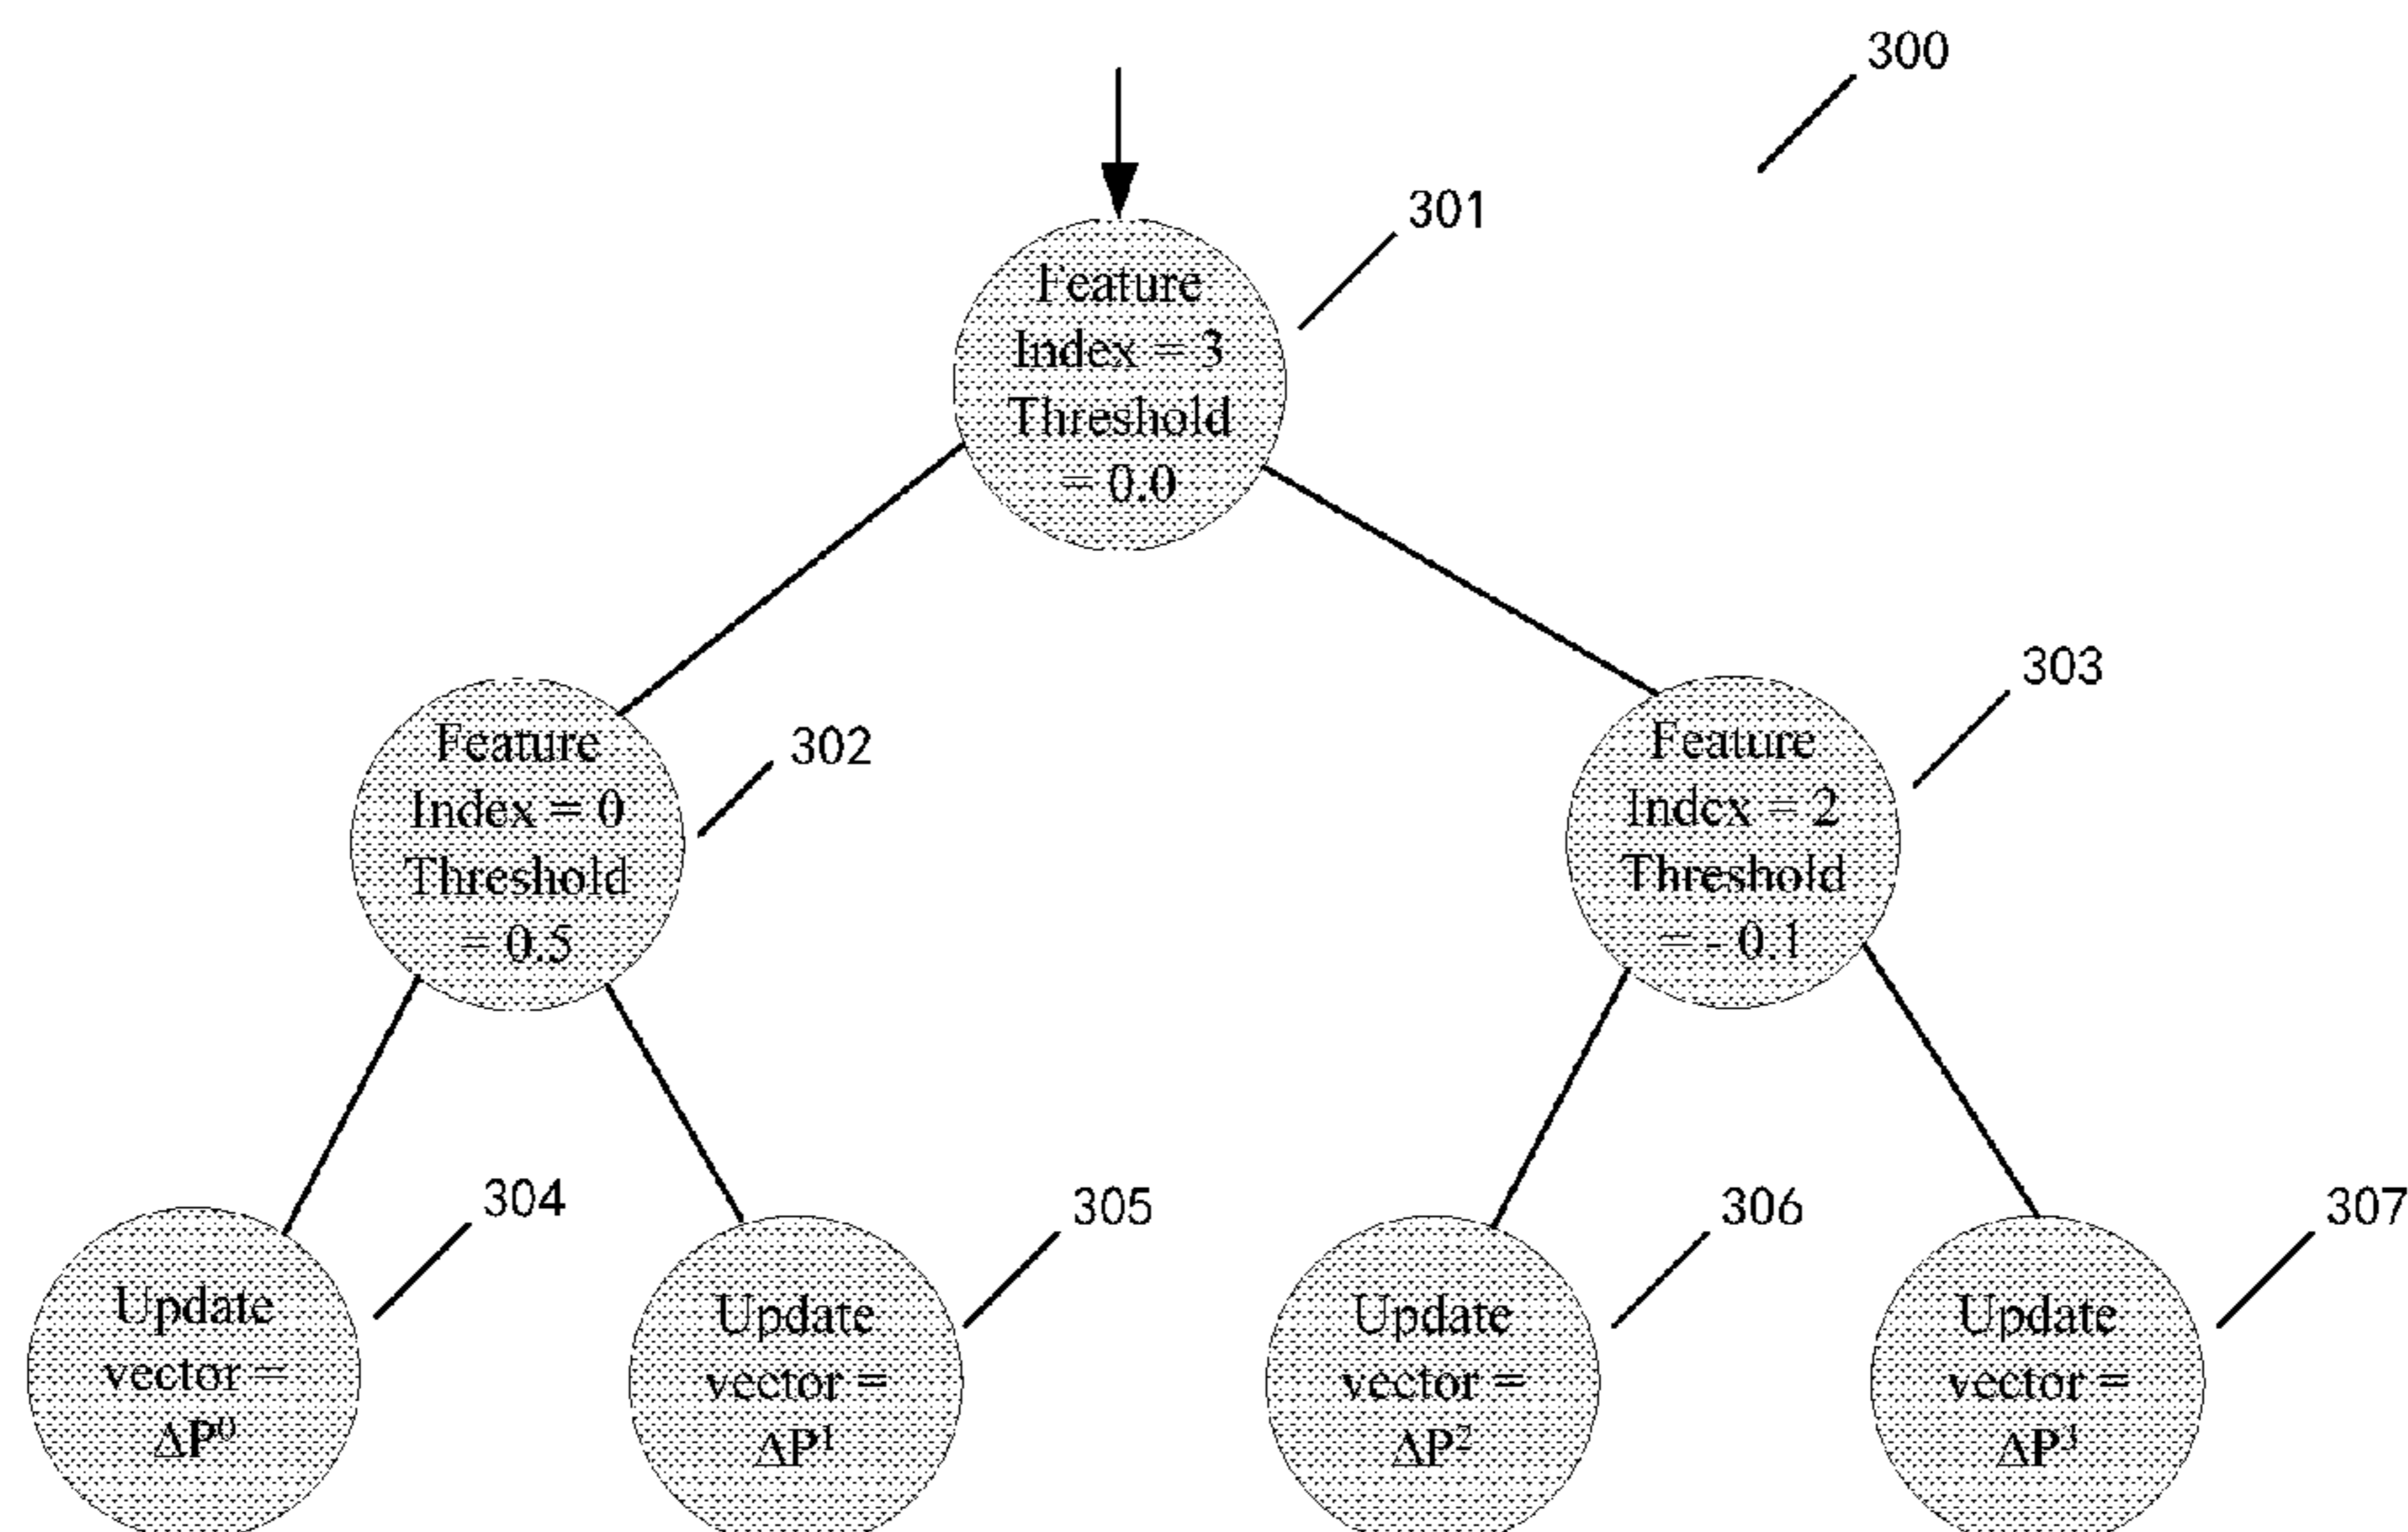 300
301
Feature
Index = 3
Threshold
= 0.0
302
Feature
Index = 0
Threshold
= 0.5
303
Feature
Index = 2
Threshold
= - 0.1
304
Update
vector =
ΔP⁰
305
Update
vector =
ΔP¹
306
Update
vector =
ΔP²
307
Update
vector =
ΔP³